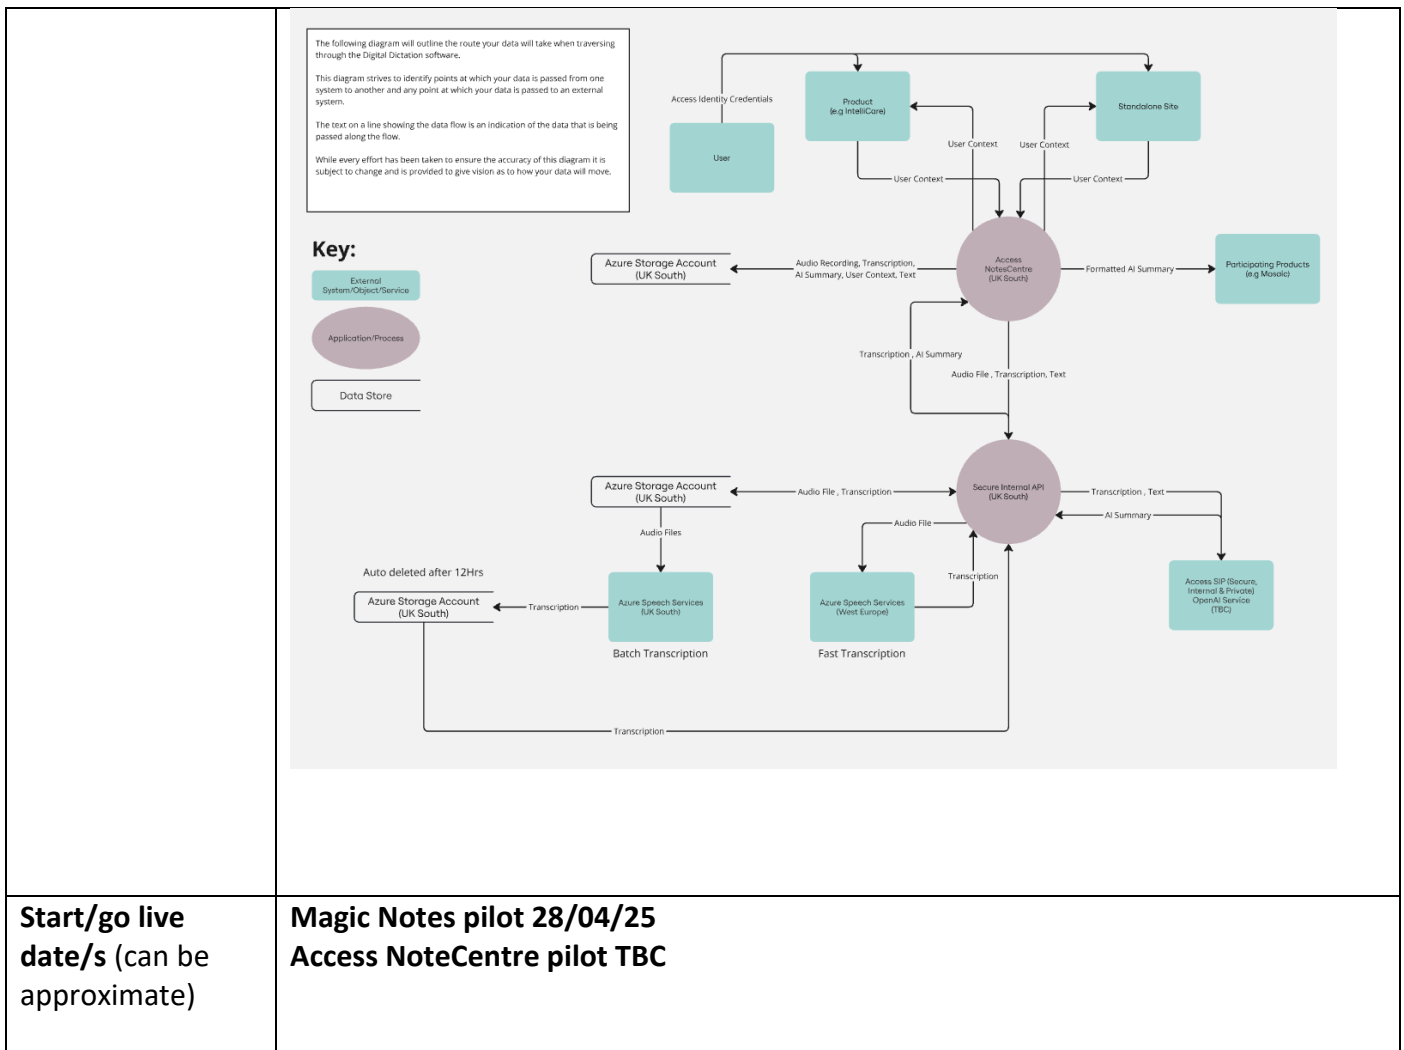 The following diagram will outline the route your data will take when traversing
through the Digital Dictation software.
This diagram strives to identify points at which your data is passed from one
system to another and any point at which your data is passed to an external
system.
The text on a line showing the data flow is an indication of the data that is being
passed along the flow.
While every effort has been taken to ensure the accuracy of this diagram it is
subject to change and is provided to give vision as to how your data will move.
Key:
External
System/Object/Service
Application/Process
Data Store
Access Identity Credentials
User
Product
(e.g IntelliCare)
Standalone Site
User Context
User Context
User Context
User Context
Azure Storage Account
(UK South)
Audio Recording, Transcription,
AI Summary, User Context, Text
Access
NotesCentre
(UK South)
Formatted AI Summary
Participating Products
(e.g Mosaic)
Transcription , AI Summary
Audio File , Transcription, Text
Azure Storage Account
(UK South)
Audio File , Transcription
Secure Internal API
(UK South)
Transcription , Text
AI Summary
Audio Files
Audio File
Transcription
Auto deleted after 12Hrs
Azure Storage Account
(UK South)
Transcription
Azure Speech Services
(UK South)
Batch Transcription
Azure Speech Services
(West Europe)
Fast Transcription
Access SIP (Secure,
Internal & Private)
OpenAI Service
(TBC)
Transcription
Start/go live
date/s (can be
approximate)
Magic Notes pilot 28/04/25
Access NoteCentre pilot TBC